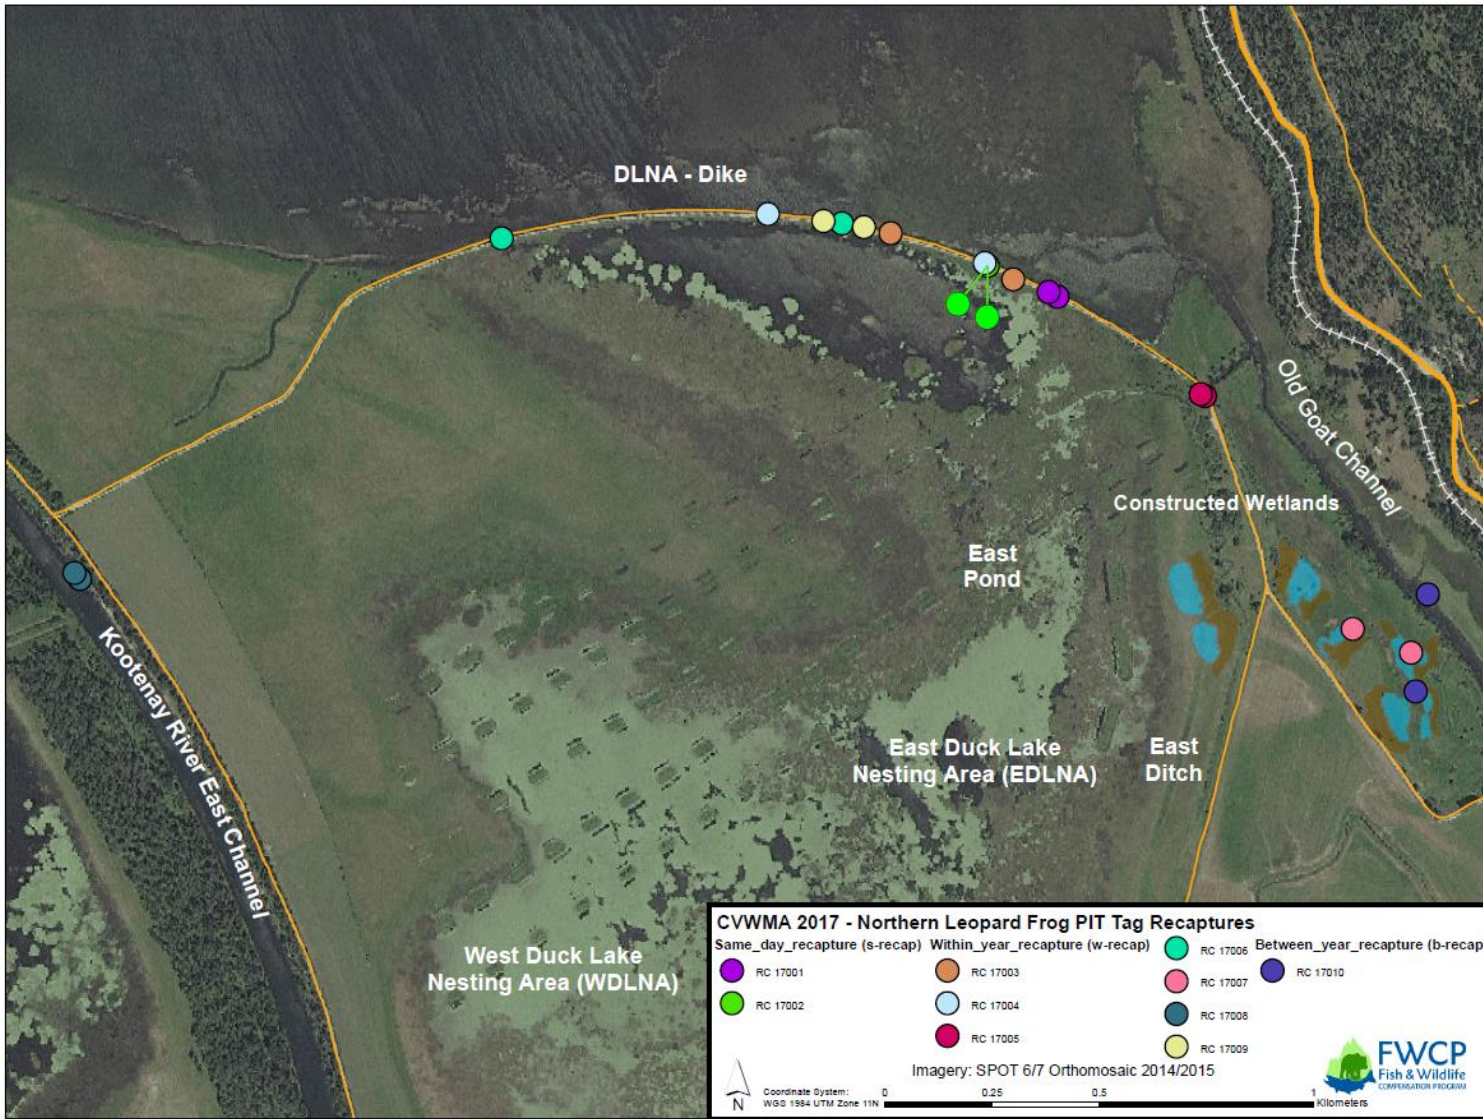 DLNA - Dike
Old Goat Channel
Constructed Wetlands
East
Pond
Kootenay River East Channel
East Duck Lake
Nesting Area (EDLNA)
East
Ditch
West Duck Lake
Nesting Area (WDLNA)
CVWMA 2017 - Northern Leopard Frog PIT Tag Recaptures
Same_day_recapture (s-recap) Within_year_recapture (w-recap) Between_year_recapture (b-recap
RC 17001
RC 17002
RC 17003
RC 17004
RC 17005
RC 17006
RC 17007
RC 17008
RC 17009
RC 17010
Imagery: SPOT 6/7 Orthomosaic 2014/2015
N
Coordinate System:
WGS 1984 UTM Zone 11N
0 0.25 0.5 1
Kilometers
FWCP
Fish & Wildlife
COMPENSATION PROGRAM